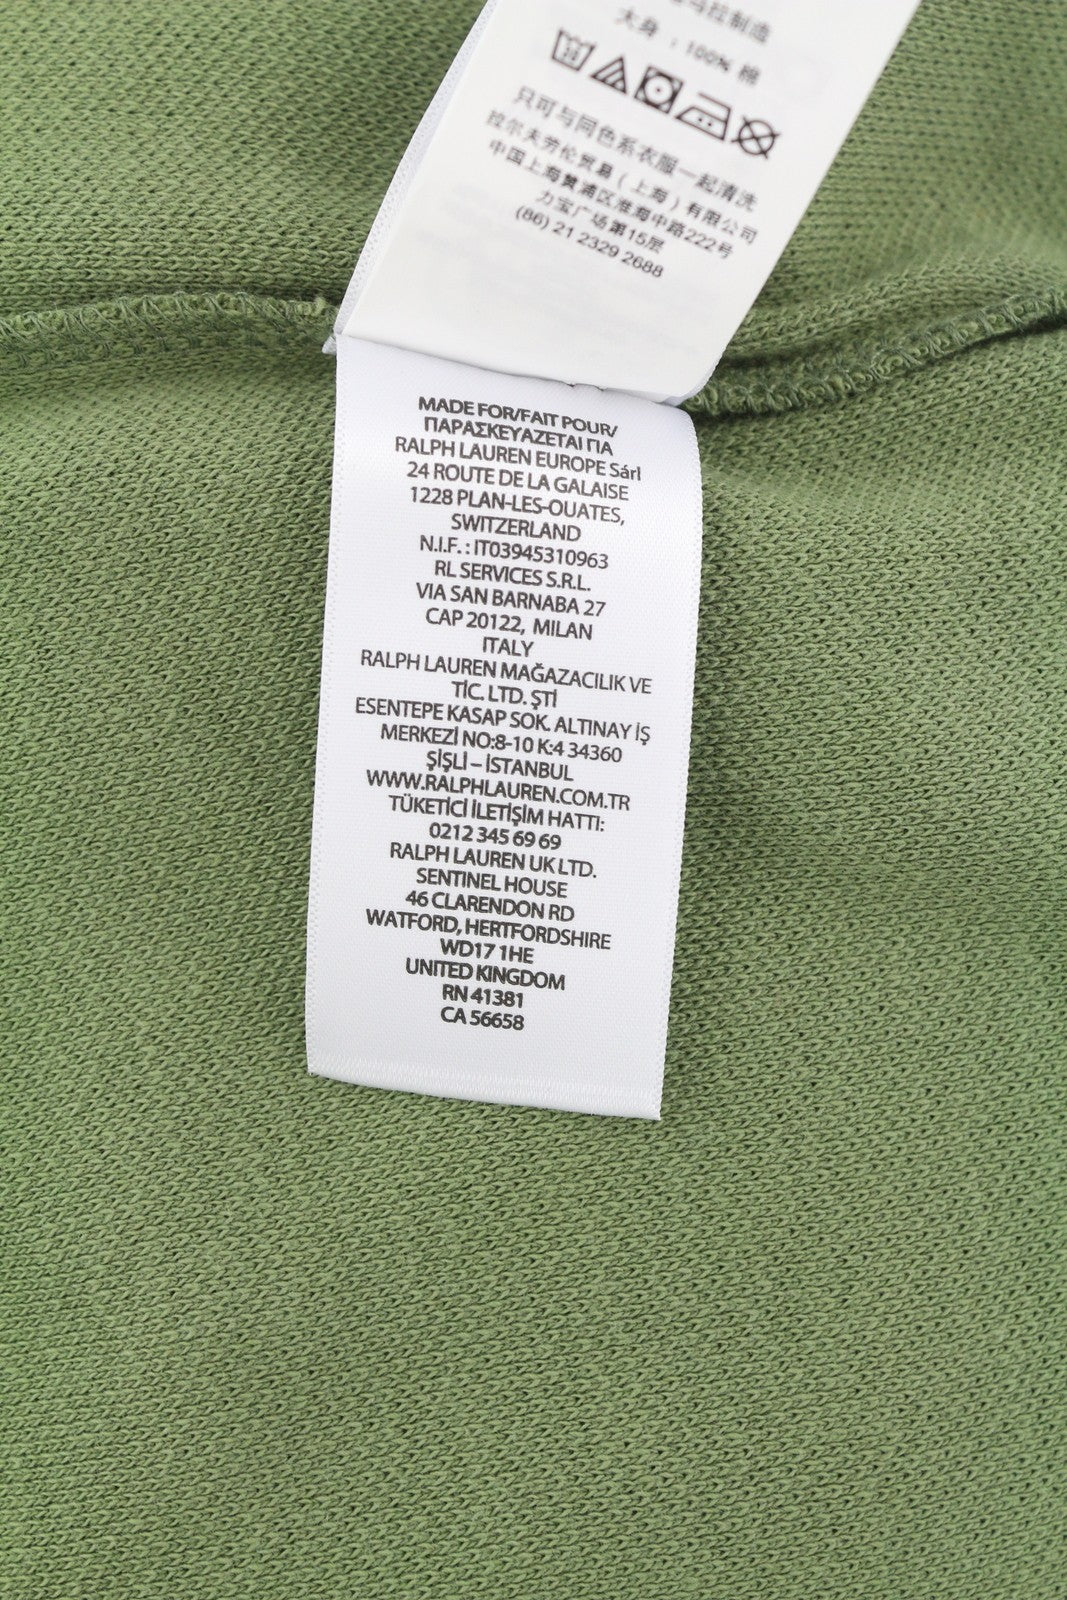 马拉制造
大身：100% 棉
只可与同色系衣服一起清洗
拉尔夫劳伦贸易（上海）有限公司
中国上海黄浦区淮海中路222号
力宝广场第15层
(86) 21 2329 2688
MADE FOR/FAIT POUR/
ΠΑΡΑΣΚΕΥΑΖΕΤΑΙ ΓΙΑ
RALPH LAUREN EUROPE Sárl
24 ROUTE DE LA GALAISE
1228 PLAN-LES-OUATES,
SWITZERLAND
N.I.F. : IT03945310963
RL SERVICES S.R.L.
VIA SAN BARNABA 27
CAP 20122, MILAN
ITALY
RALPH LAUREN MAĞAZACILIK VE
TİC. LTD. ŞTİ
ESENTEPE KASAP SOK. ALTINAY İŞ
MERKEZİ NO:8-10 K:4 34360
ŞİŞLİ – İSTANBUL
WWW.RALPHLAUREN.COM.TR
TÜKETİCİ İLETİŞİM HATTI:
0212 345 69 69
RALPH LAUREN UK LTD.
SENTINEL HOUSE
46 CLARENDON RD
WATFORD, HERTFORDSHIRE
WD17 1HE
UNITED KINGDOM
RN 41381
CA 56658